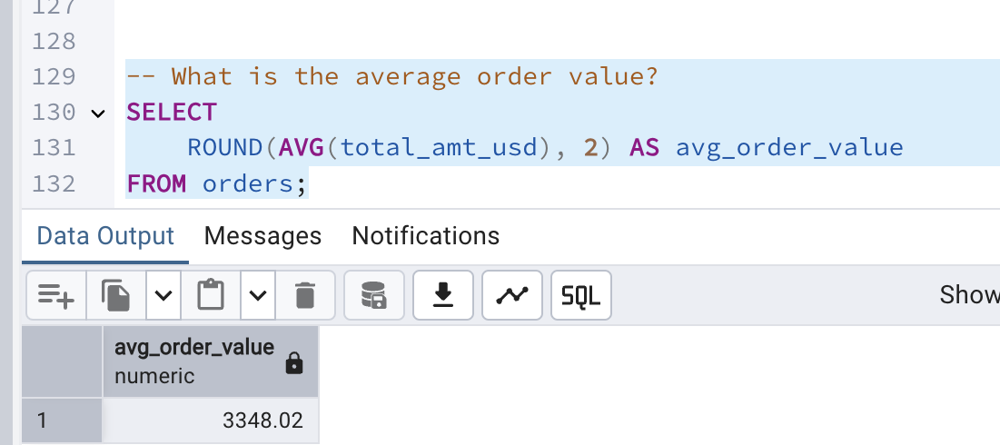 127
128
129 -- What is the average order value?
130 SELECT
131 ROUND(AVG(total_amt_usd), 2) AS avg_order_value
132 FROM orders;
Data Output Messages Notifications
SQL Show
avg_order_value
numeric
1 3348.02